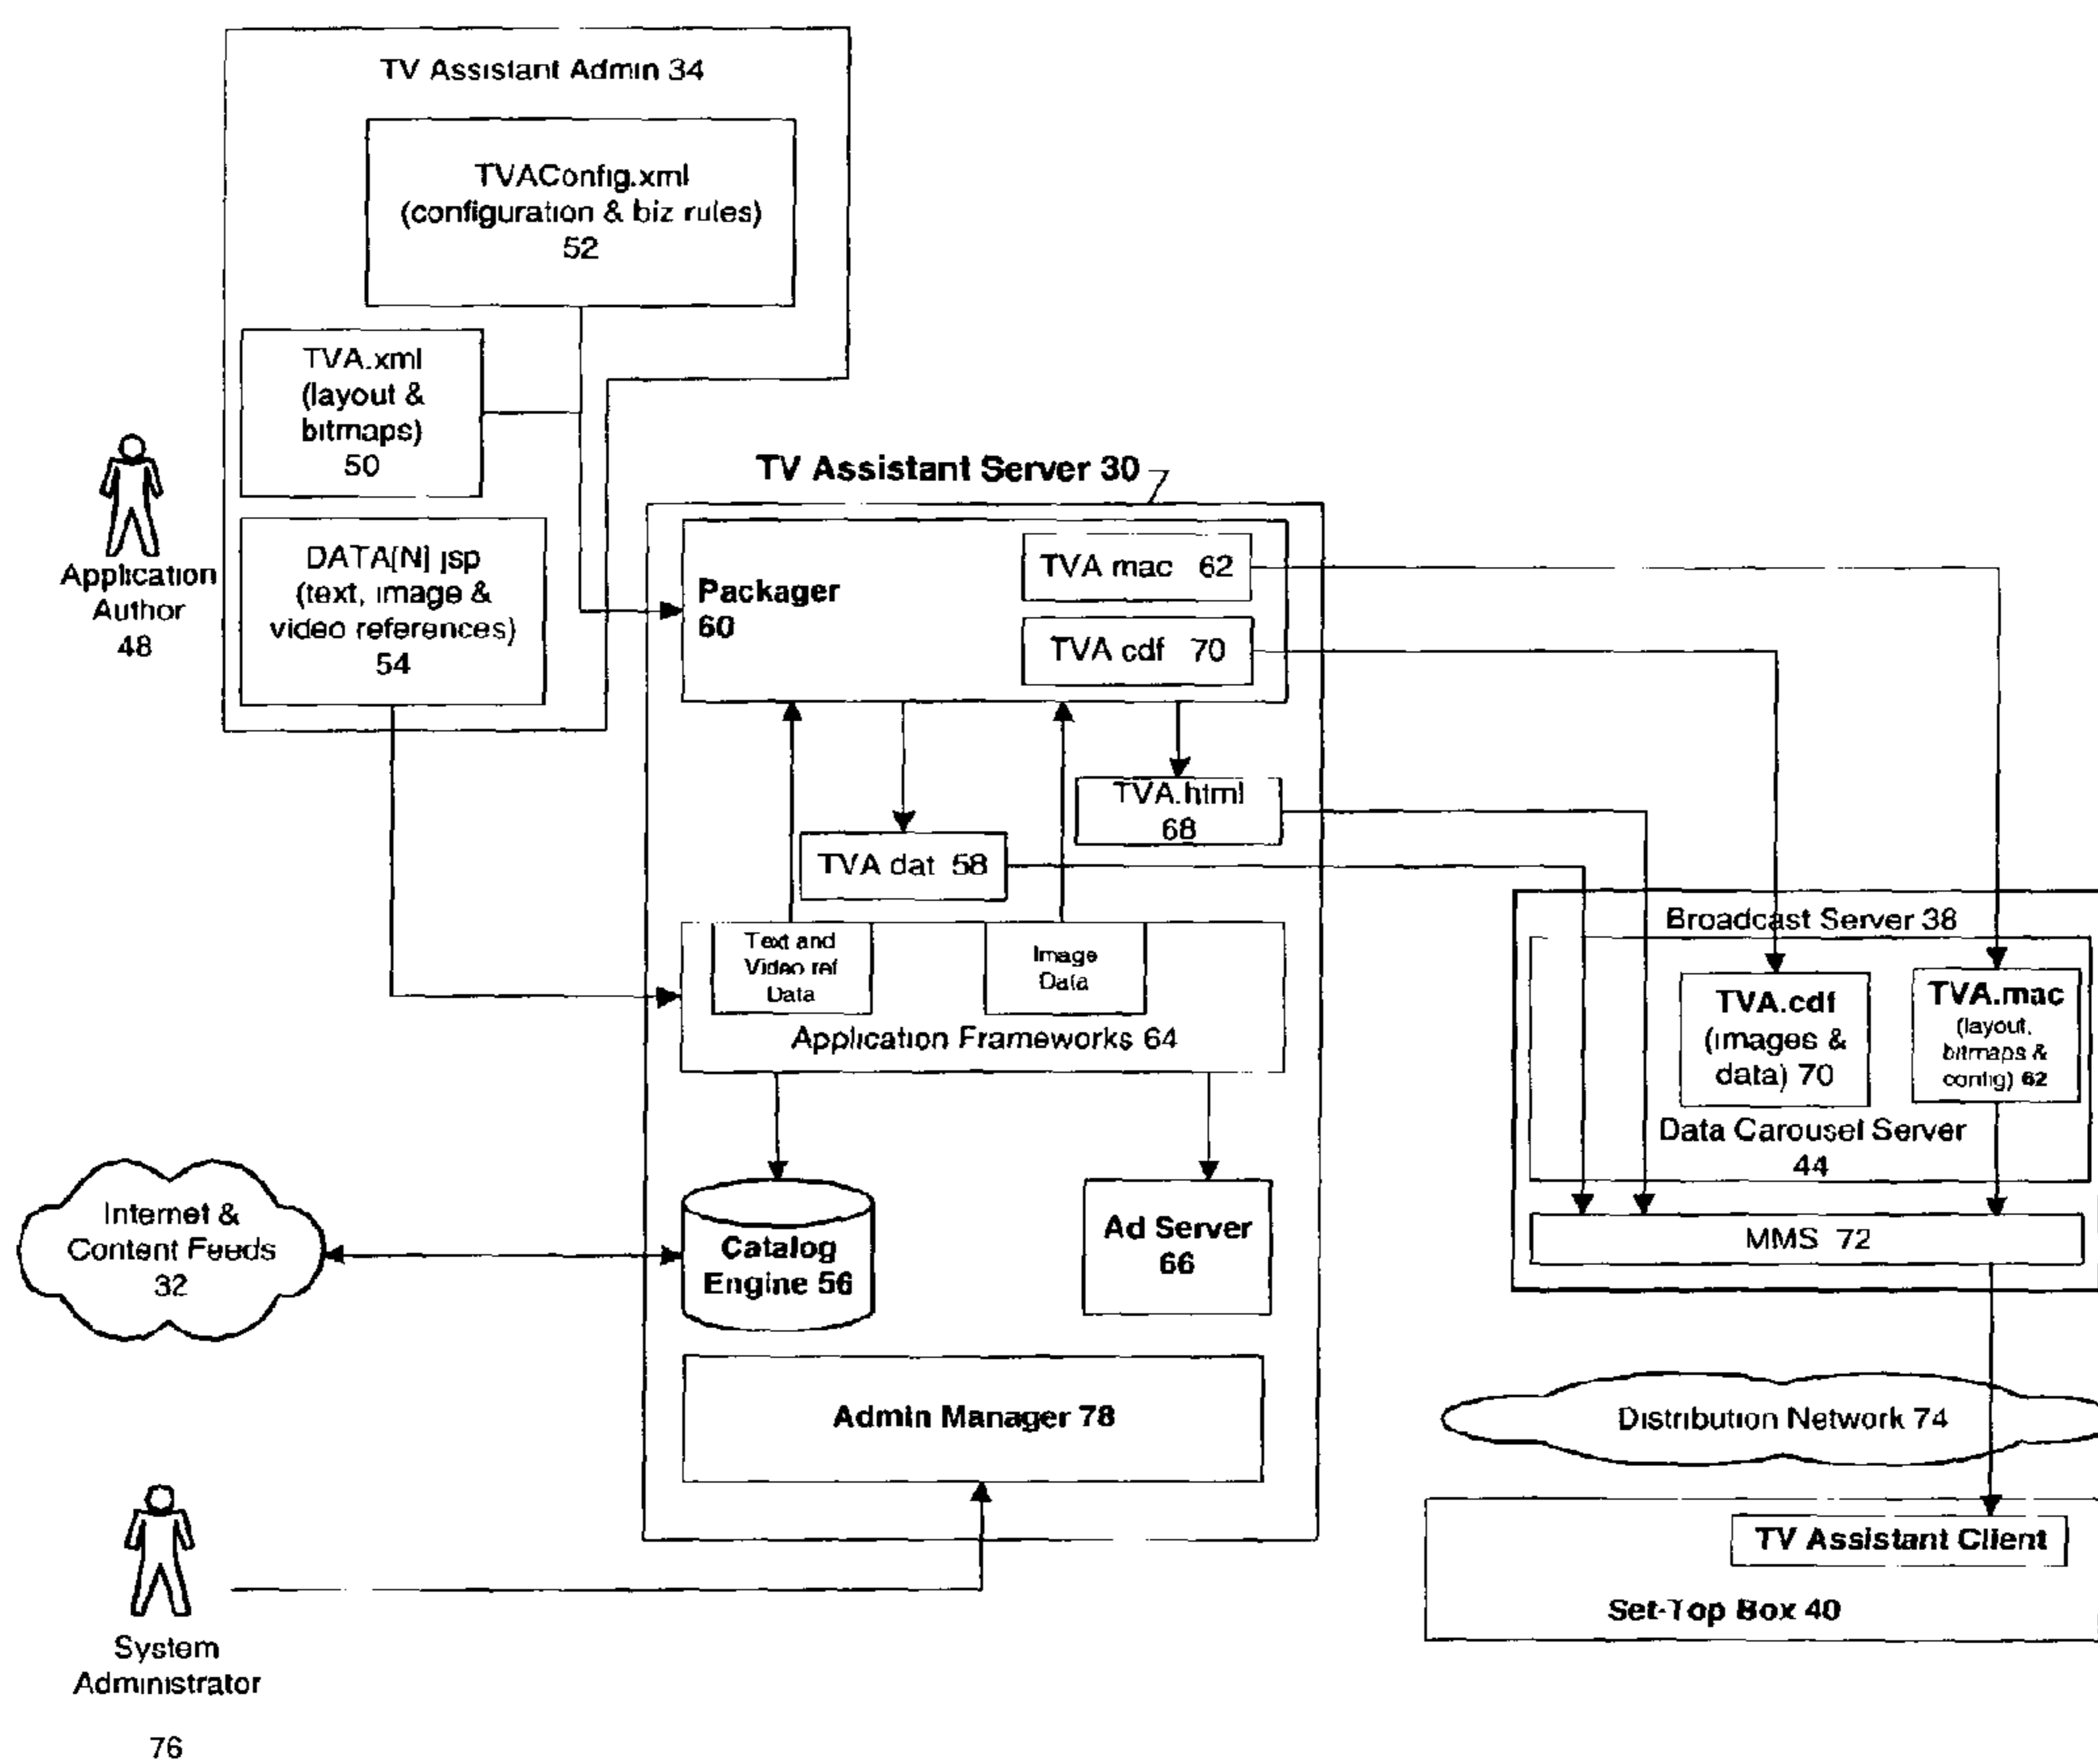 TV Assistant Admin 34
TVAConfig.xml
(configuration & biz rules)
52
TVA.xml
(layout &
bitmaps)
50
Application
Author
48
DATA[N] jsp
(text, image &
video references)
54
TV Assistant Server 30
Packager
60
TVA mac 62
TVA cdf 70
TVA.html
68
TVA dat 58
Text and
Video ref
Data
Image
Data
Application Frameworks 64
Broadcast Server 38
TVA.cdf
(images &
data) 70
TVA.mac
(layout,
bitmaps &
config) 62
Data Carousel Server
44
MMS 72
Internet &
Content Feeds
32
Catalog
Engine 56
Ad Server
66
Admin Manager 78
Distribution Network 74
TV Assistant Client
Set-Top Box 40
System
Administrator
76